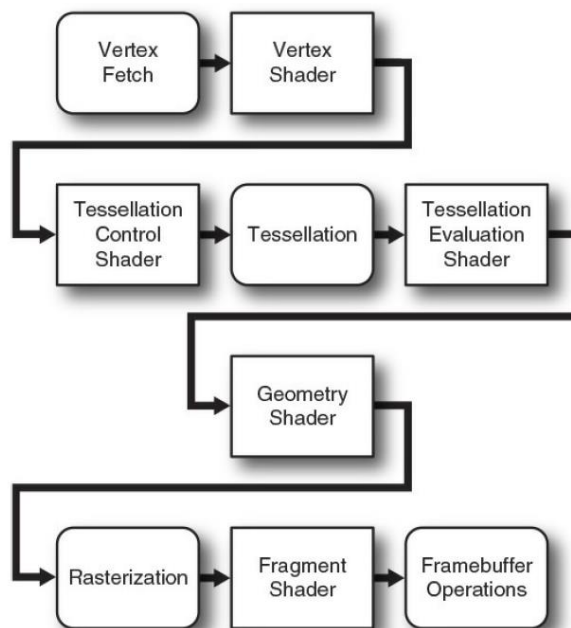 Vertex
Fetch
Vertex
Shader
Tessellation
Control
Shader
Tessellation
Tessellation
Evaluation
Shader
Geometry
Shader
Rasterization
Fragment
Shader
Framebuffer
Operations